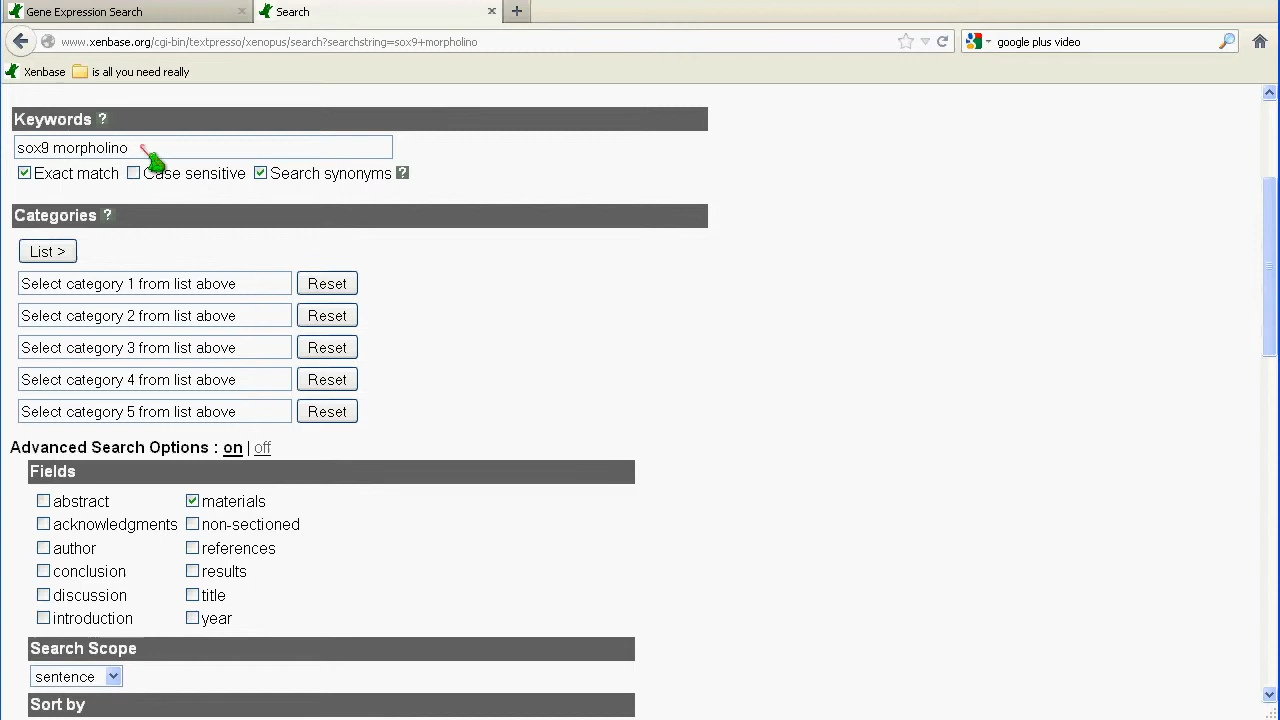 Gene Expression Search
Search
www.xenbase.org/cgi-bin/textpresso/xenopus/search?searchstring=sox9+morpholino
google plus video
Xenbase is all you need really
Keywords ?
sox9 morpholino
Exact match Case sensitive Search synonyms ?
Categories ?
List >
Select category 1 from list above Reset
Select category 2 from list above Reset
Select category 3 from list above Reset
Select category 4 from list above Reset
Select category 5 from list above Reset
Advanced Search Options : on | off
Fields
abstract materials
acknowledgments non-sectioned
author references
conclusion results
discussion title
introduction year
Search Scope
sentence
Sort by